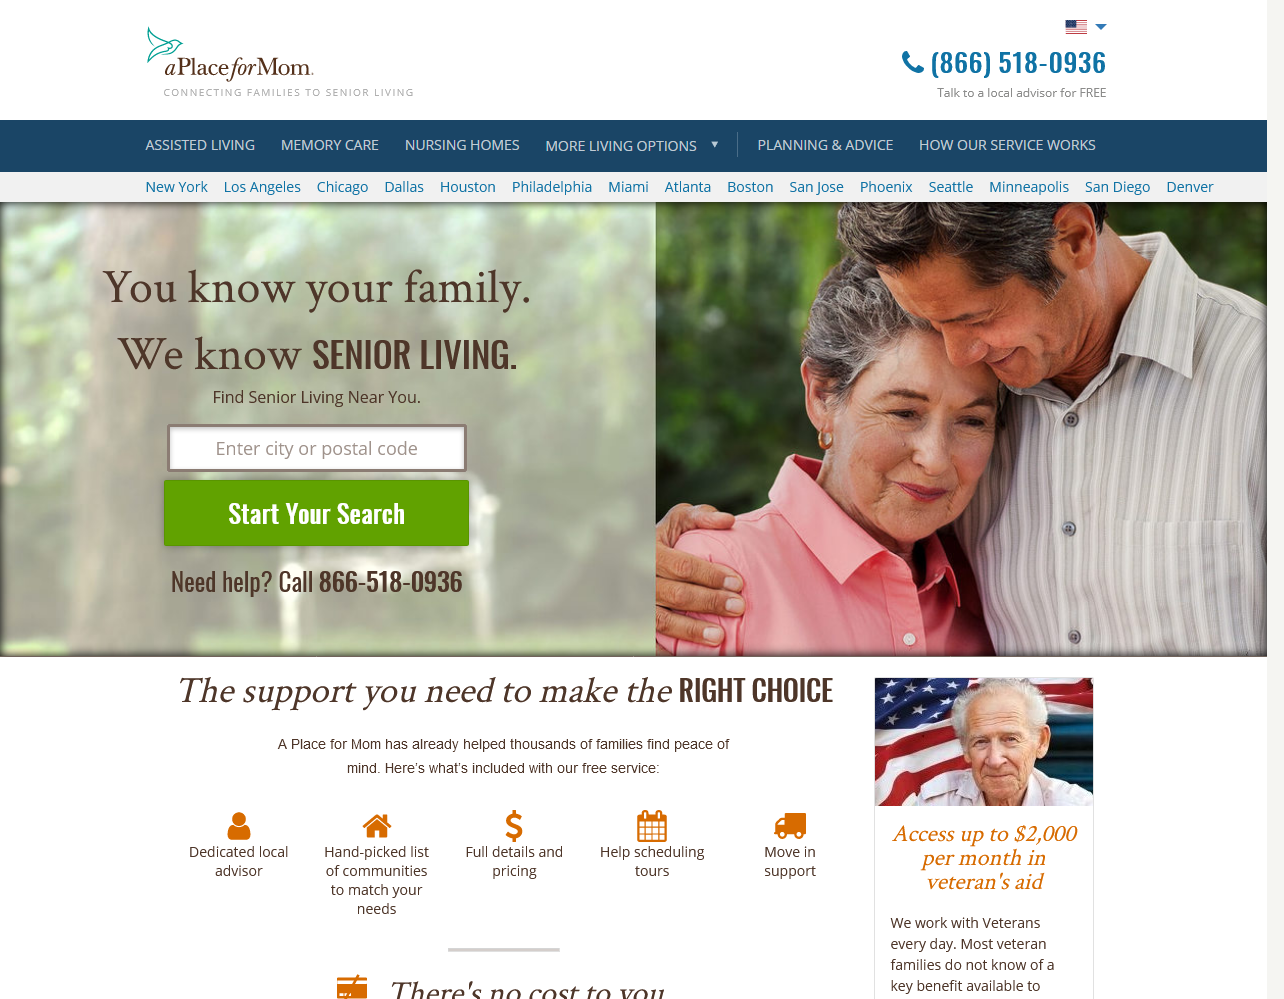 aPlaceforMom.
CONNECTING FAMILIES TO SENIOR LIVING
(866) 518-0936
Talk to a local advisor for FREE
ASSISTED LIVING MEMORY CARE NURSING HOMES MORE LIVING OPTIONS ▼ PLANNING & ADVICE HOW OUR SERVICE WORKS
New York Los Angeles Chicago Dallas Houston Philadelphia Miami Atlanta Boston San Jose Phoenix Seattle Minneapolis San Diego Denver
You know your family.
We know SENIOR LIVING.
Find Senior Living Near You.
Enter city or postal code
Start Your Search
Need help? Call 866-518-0936
The support you need to make the RIGHT CHOICE
A Place for Mom has already helped thousands of families find peace of
mind. Here's what's included with our free service:
Dedicated local
advisor
Hand-picked list
of communities
to match your
needs
Full details and
pricing
Help scheduling
tours
Move in
support
There's no cost to you
Access up to $2,000
per month in
veteran's aid
We work with Veterans
every day. Most veteran
families do not know of a
key benefit available to